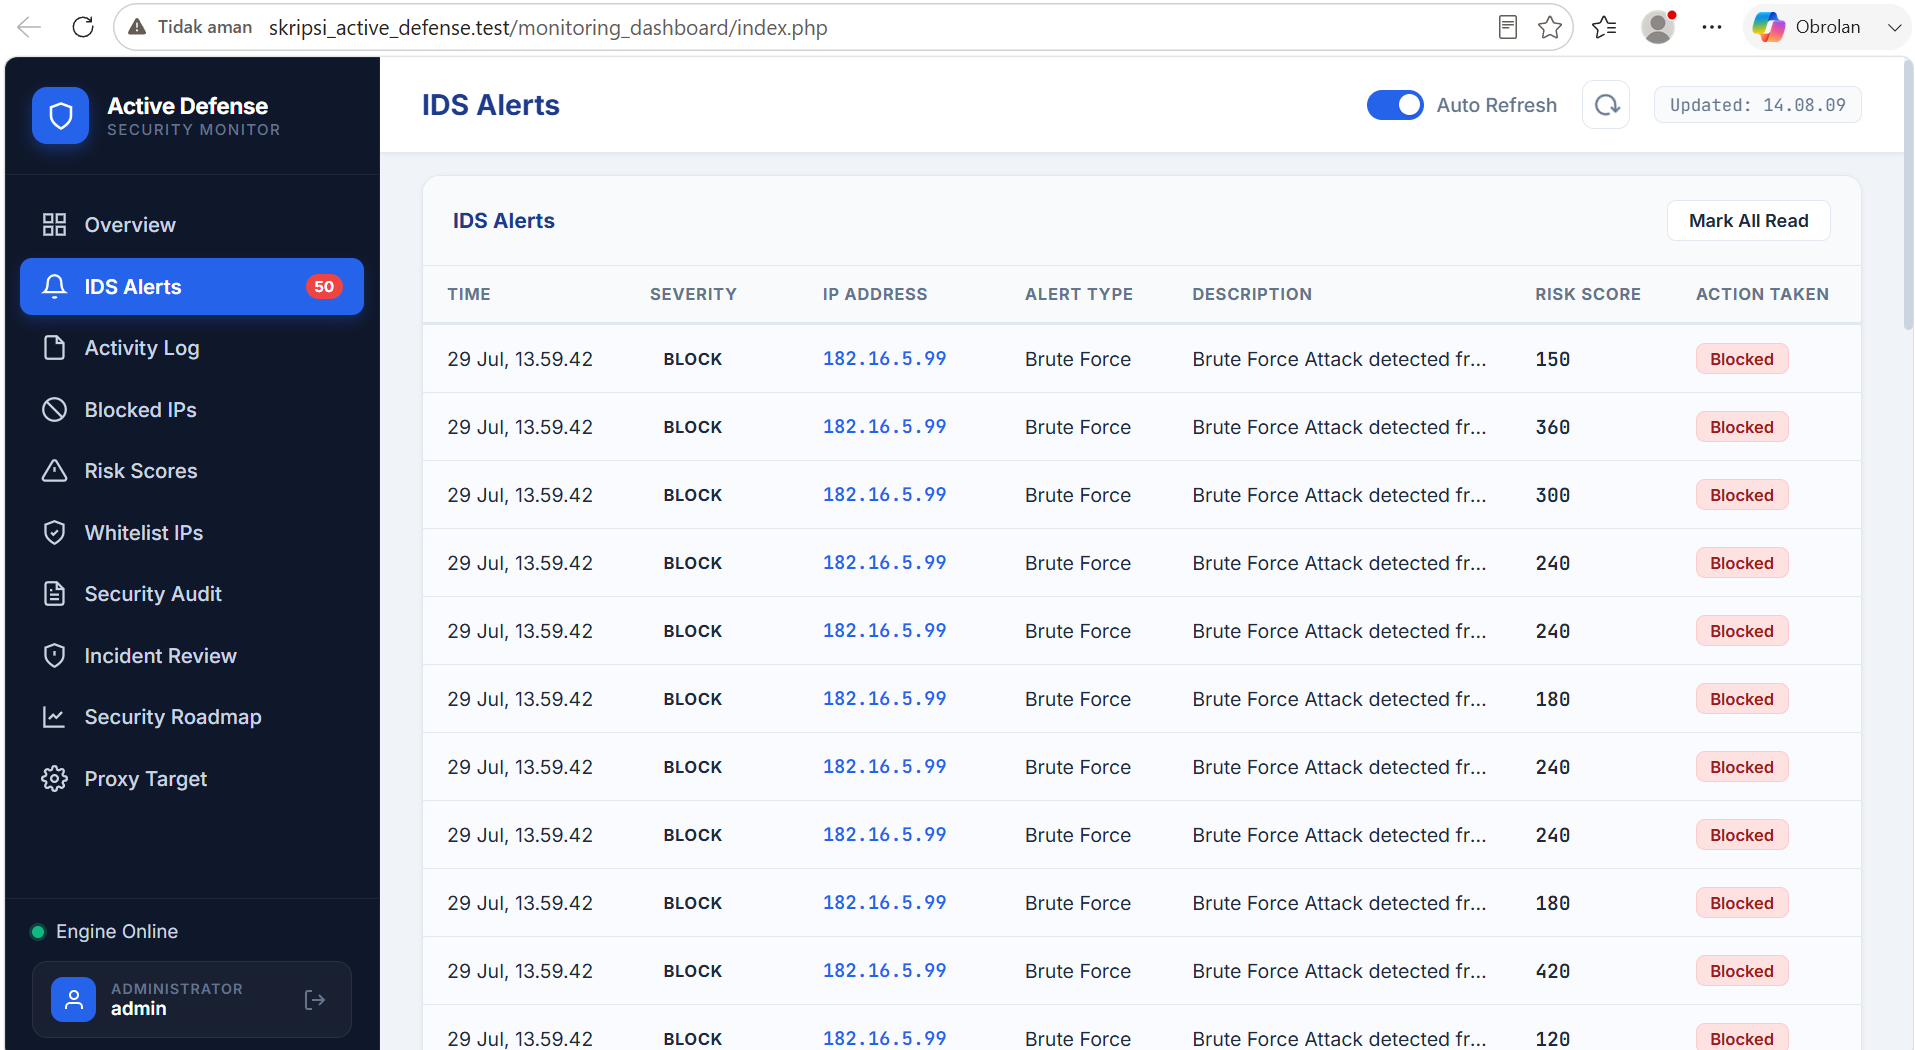 Tidak aman skripsi_active_defense.test/monitoring_dashboard/index.php Obrolan
Active Defense
SECURITY MONITOR
Overview
IDS Alerts 50
Activity Log
Blocked IPs
Risk Scores
Whitelist IPs
Security Audit
Incident Review
Security Roadmap
Proxy Target
Engine Online
ADMINISTRATOR
admin
IDS Alerts Auto Refresh Updated: 14.08.09
IDS Alerts Mark All Read
TIME SEVERITY IP ADDRESS ALERT TYPE DESCRIPTION RISK SCORE ACTION TAKEN
29 Jul, 13.59.42 BLOCK 182.16.5.99 Brute Force Brute Force Attack detected fr... 150 Blocked
29 Jul, 13.59.42 BLOCK 182.16.5.99 Brute Force Brute Force Attack detected fr... 360 Blocked
29 Jul, 13.59.42 BLOCK 182.16.5.99 Brute Force Brute Force Attack detected fr... 300 Blocked
29 Jul, 13.59.42 BLOCK 182.16.5.99 Brute Force Brute Force Attack detected fr... 240 Blocked
29 Jul, 13.59.42 BLOCK 182.16.5.99 Brute Force Brute Force Attack detected fr... 240 Blocked
29 Jul, 13.59.42 BLOCK 182.16.5.99 Brute Force Brute Force Attack detected fr... 180 Blocked
29 Jul, 13.59.42 BLOCK 182.16.5.99 Brute Force Brute Force Attack detected fr... 240 Blocked
29 Jul, 13.59.42 BLOCK 182.16.5.99 Brute Force Brute Force Attack detected fr... 240 Blocked
29 Jul, 13.59.42 BLOCK 182.16.5.99 Brute Force Brute Force Attack detected fr... 180 Blocked
29 Jul, 13.59.42 BLOCK 182.16.5.99 Brute Force Brute Force Attack detected fr... 420 Blocked
29 Jul, 13.59.42 BLOCK 182.16.5.99 Brute Force Brute Force Attack detected fr... 120 Blocked